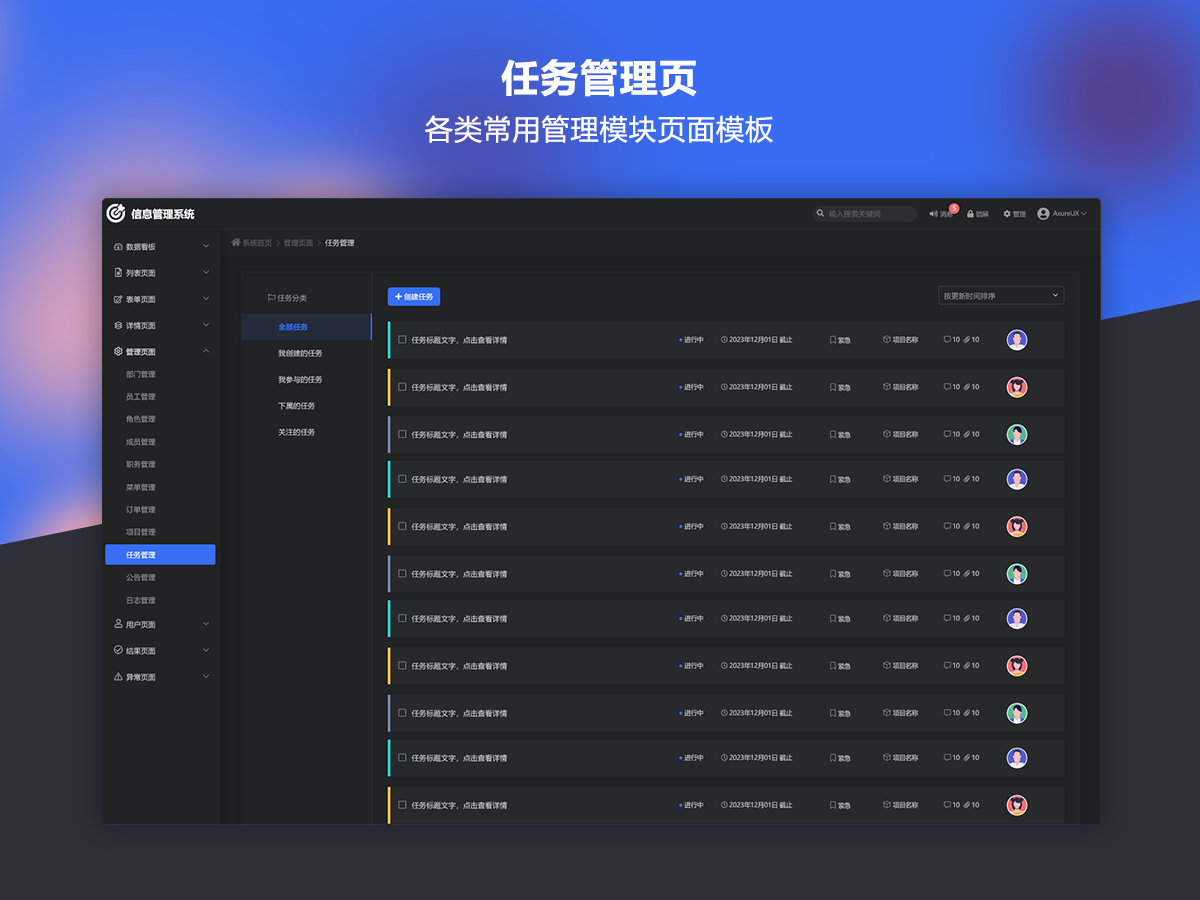 任务管理页
各类常用管理模块页面模板
信息管理系统
输入搜索关键词
消息
5
锁屏
管理
AxureUX
数据看板
列表页面
表单页面
详情页面
管理页面
部门管理
员工管理
角色管理
成员管理
职务管理
菜单管理
订单管理
项目管理
任务管理
公告管理
日志管理
用户页面
结果页面
异常页面
系统首页 > 管理页面 > 任务管理
任务分类
全部任务
我创建的任务
我参与的任务
下属的任务
关注的任务
+ 创建任务
按更新时间排序
任务标题文字，点击查看详情 进行中 2023年12月01日 截止 紧急 项目名称 10 10
任务标题文字，点击查看详情 进行中 2023年12月01日 截止 紧急 项目名称 10 10
任务标题文字，点击查看详情 进行中 2023年12月01日 截止 紧急 项目名称 10 10
任务标题文字，点击查看详情 进行中 2023年12月01日 截止 紧急 项目名称 10 10
任务标题文字，点击查看详情 进行中 2023年12月01日 截止 紧急 项目名称 10 10
任务标题文字，点击查看详情 进行中 2023年12月01日 截止 紧急 项目名称 10 10
任务标题文字，点击查看详情 进行中 2023年12月01日 截止 紧急 项目名称 10 10
任务标题文字，点击查看详情 进行中 2023年12月01日 截止 紧急 项目名称 10 10
任务标题文字，点击查看详情 进行中 2023年12月01日 截止 紧急 项目名称 10 10
任务标题文字，点击查看详情 进行中 2023年12月01日 截止 紧急 项目名称 10 10
任务标题文字，点击查看详情 进行中 2023年12月01日 截止 紧急 项目名称 10 10